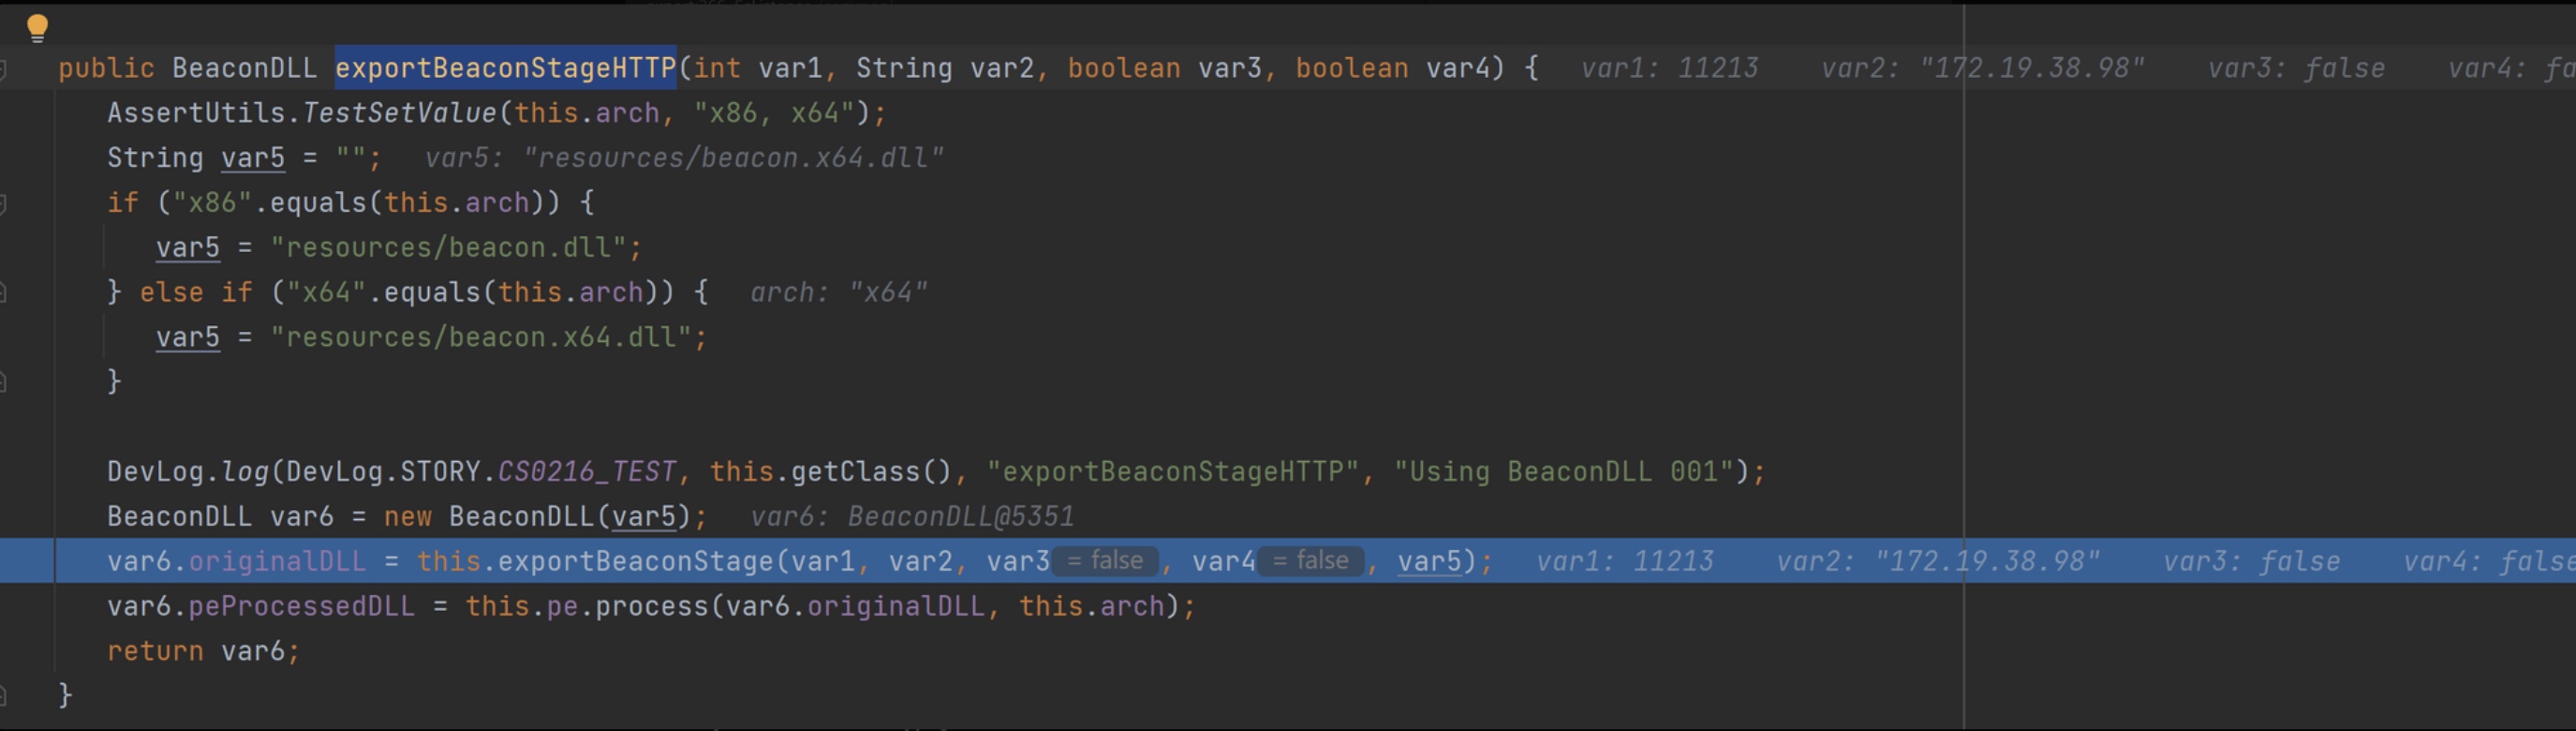 public BeaconDLL exportBeaconStageHTTP(int var1, String var2, boolean var3, boolean var4) { var1: 11213 var2: "172.19.38.98" var3: false var4: fa
AssertUtils.TestSetValue(this.arch, "x86, x64");
String var5 = ""; var5: "resources/beacon.x64.dll"
if ("x86".equals(this.arch)) {
var5 = "resources/beacon.dll";
} else if ("x64".equals(this.arch)) { arch: "x64"
var5 = "resources/beacon.x64.dll";
}
DevLog.log(DevLog.STORY.CS0216_TEST, this.getClass(), "exportBeaconStageHTTP", "Using BeaconDLL 001");
BeaconDLL var6 = new BeaconDLL(var5); var6: BeaconDLL@5351
var6.originalDLL = this.exportBeaconStage(var1, var2, var3 = false , var4 = false , var5); var1: 11213 var2: "172.19.38.98" var3: false var4: false
var6.peProcessedDLL = this.pe.process(var6.originalDLL, this.arch);
return var6;
}